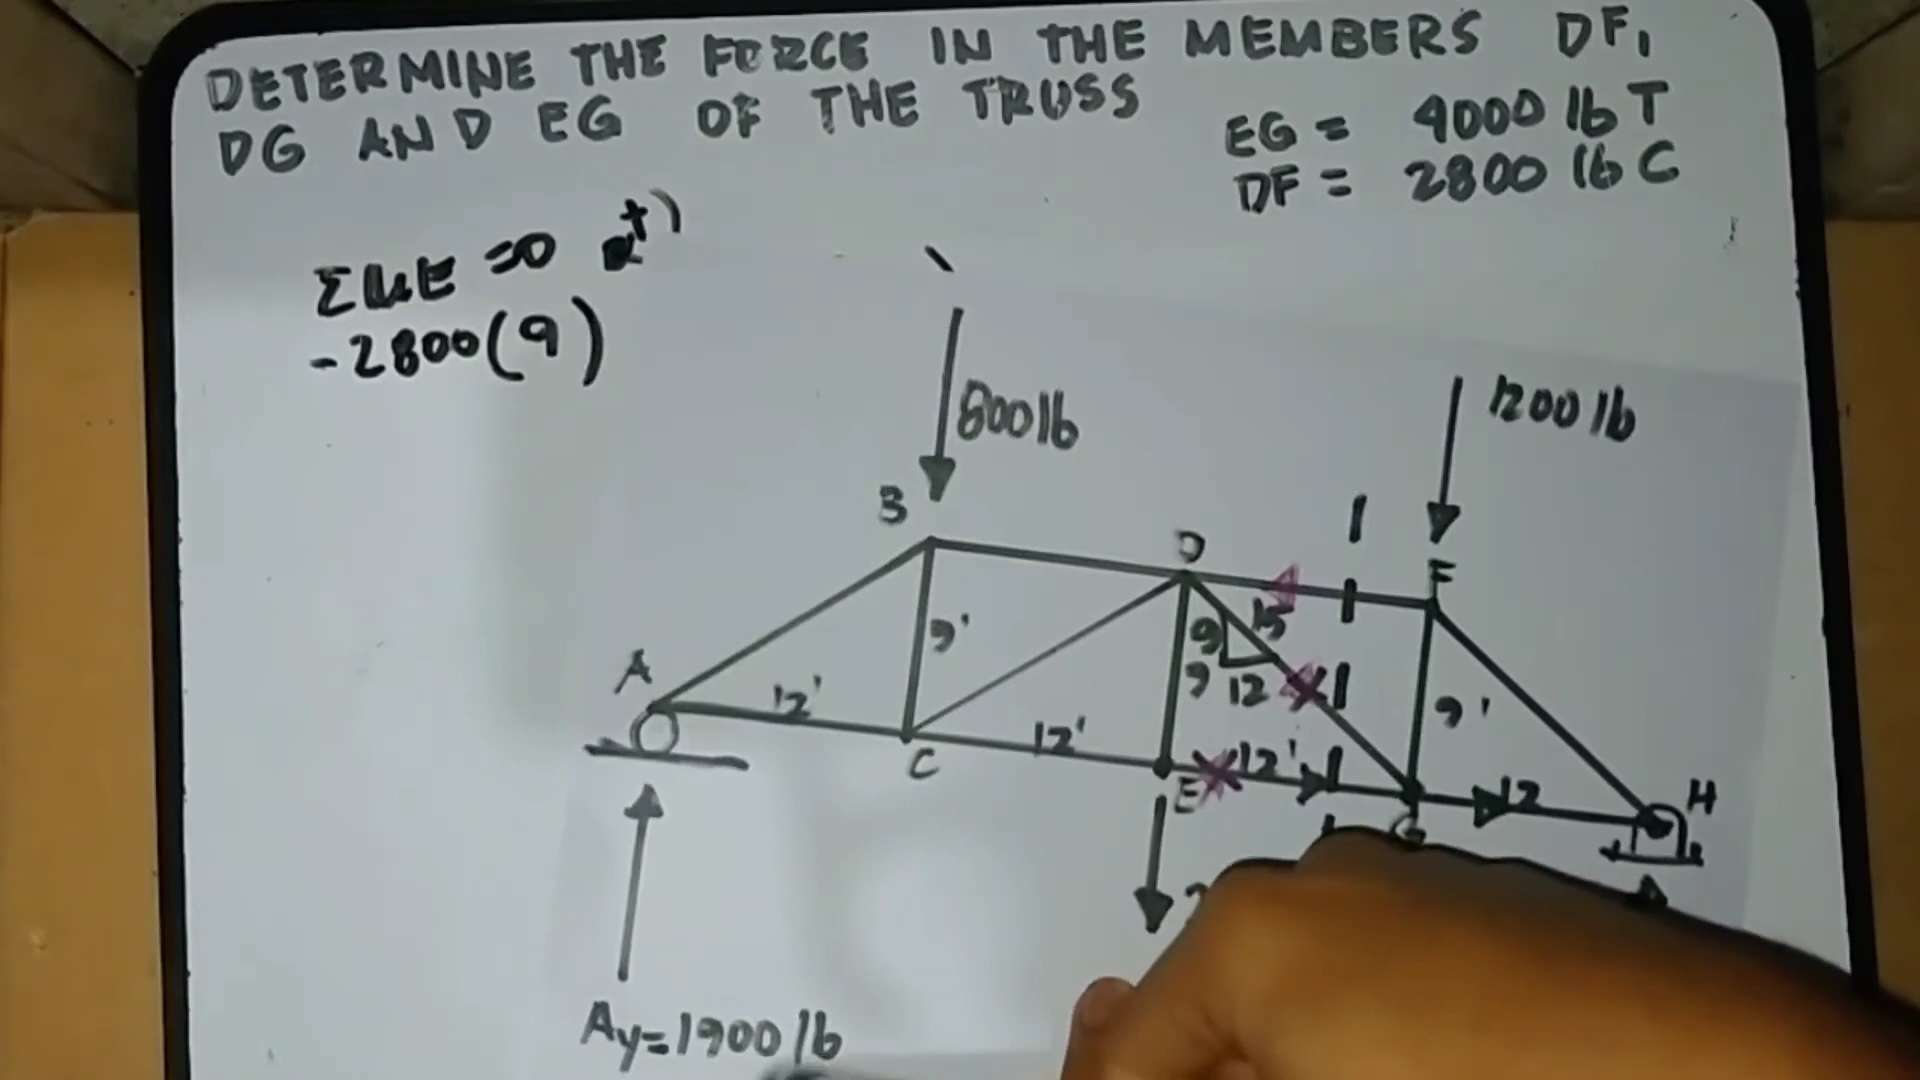 DETERMINE THE FORCE IN THE MEMBERS DF,
DG AND EG OF THE TRUSS
EG = 4000 lb T
DF = 2800 lb C
ΣME = 0 +)
-2800(9)
800 lb
1200 lb
B
D
F
A
9'
9
15
9
12
9'
12'
12'
12'
12
C
E
G
H
Ay=1900 lb